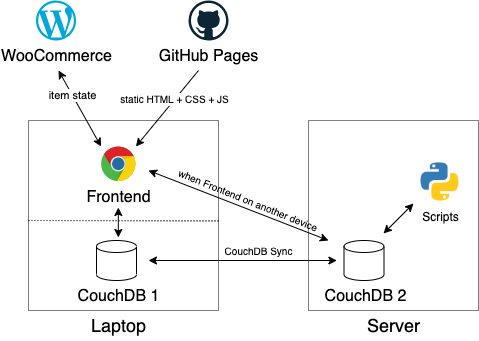 WooCommerce
GitHub Pages
item state
static HTML + CSS + JS
Frontend
when Frontend on another device
Scripts
CouchDB Sync
CouchDB 1
CouchDB 2
Laptop
Server